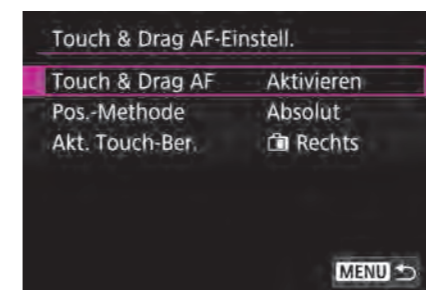 Touch & Drag AF-Einstell.
Touch & Drag AF Aktivieren
Pos.-Methode Absolut
Akt. Touch-Ber. Rechts
MENU